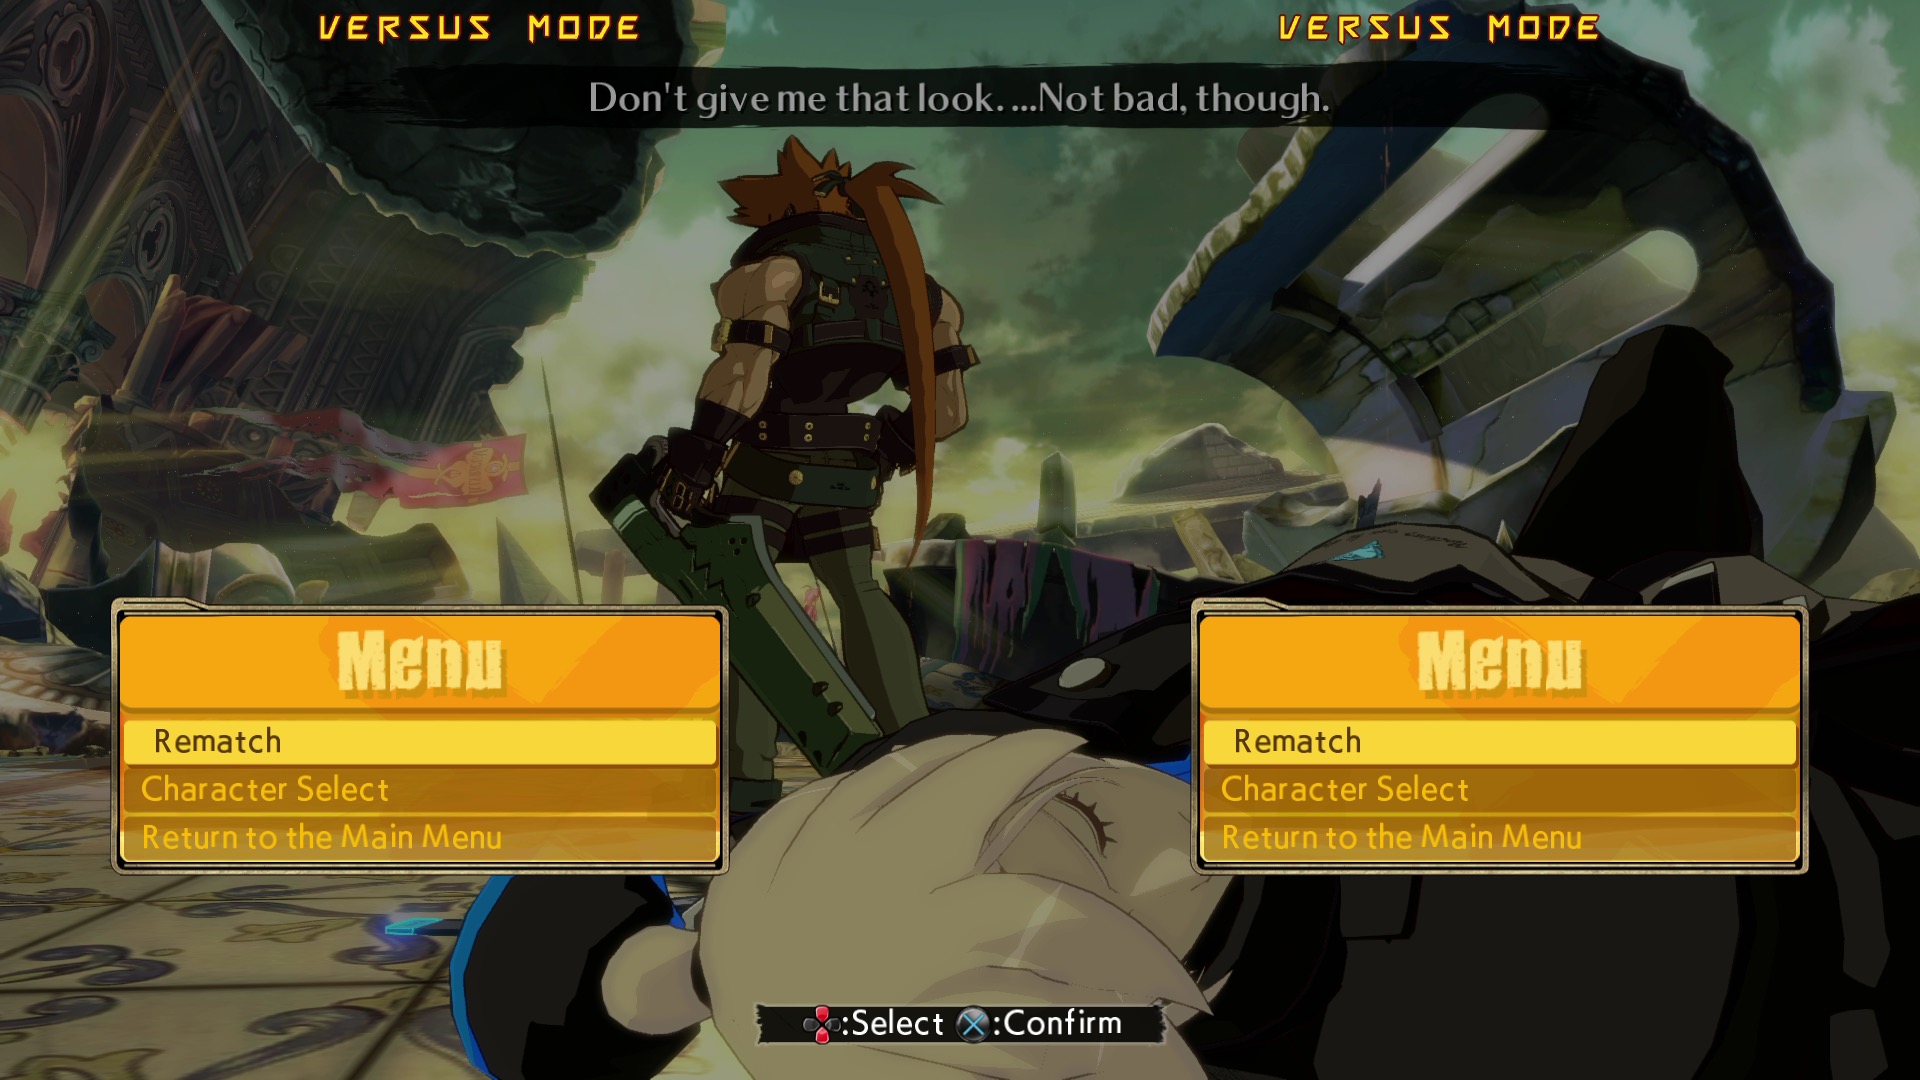 VERSUS MODE
VERSUS MODE
Don't give me that look. ...Not bad, though.
Menu
Rematch
Character Select
Return to the Main Menu
Menu
Rematch
Character Select
Return to the Main Menu
:Select :Confirm